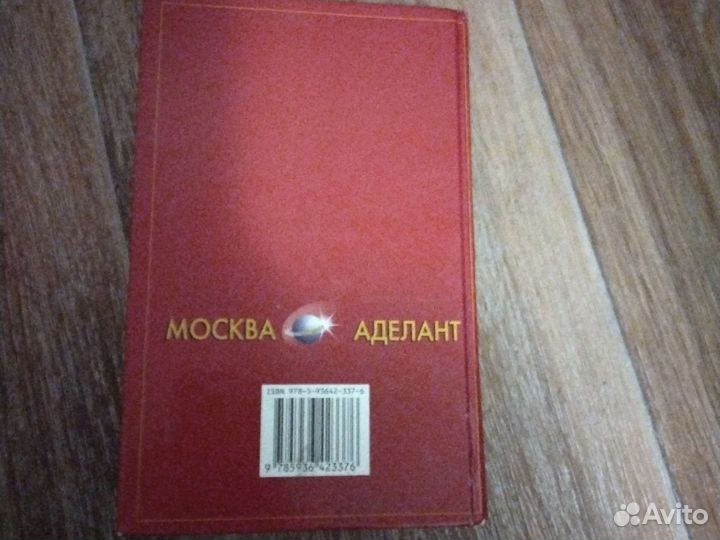 МОСКВА АДЕЛАНТ
ISBN 978-5-93642-337-6
9 785936 423376
Avito